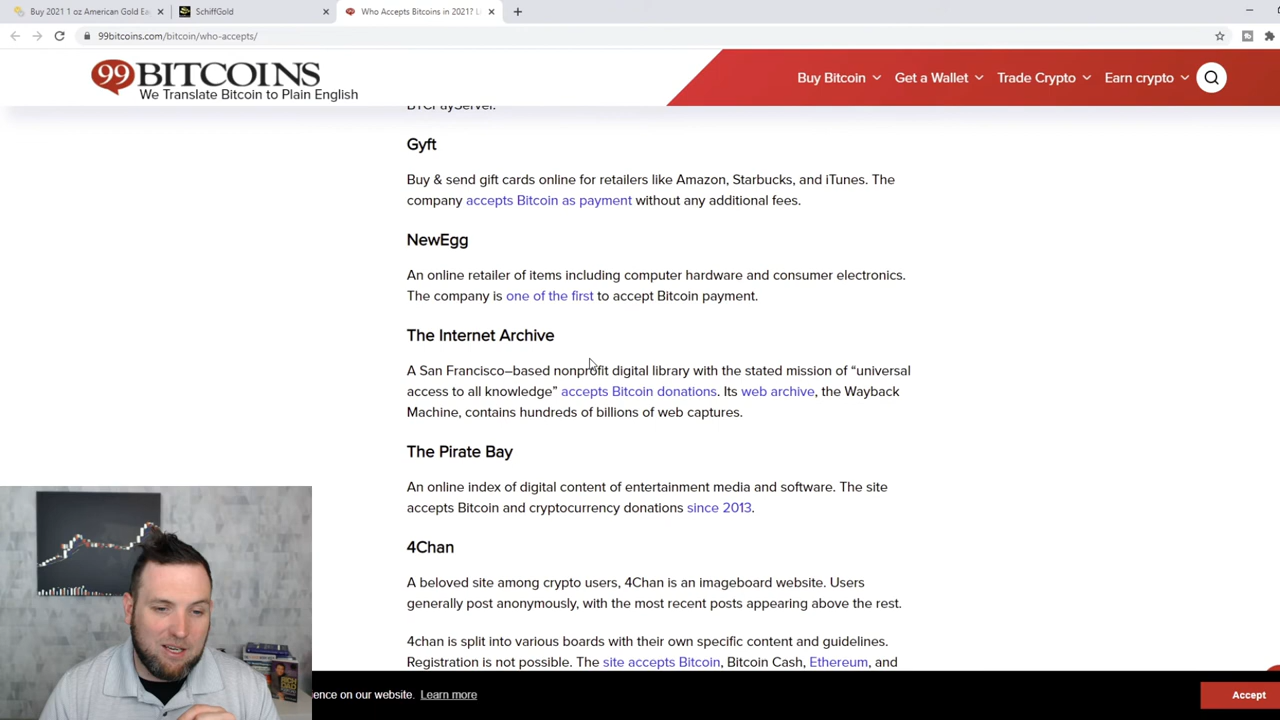 Buy 2021 1 oz American Gold Ea
SchiffGold
Who Accepts Bitcoins in 2021? Li
99bitcoins.com/bitcoin/who-accepts/
99BITCOINS
We Translate Bitcoin to Plain English
Buy Bitcoin
Get a Wallet
Trade Crypto
Earn crypto
BTCPayServer.
Gyft
Buy & send gift cards online for retailers like Amazon, Starbucks, and iTunes. The
company accepts Bitcoin as payment without any additional fees.
NewEgg
An online retailer of items including computer hardware and consumer electronics.
The company is one of the first to accept Bitcoin payment.
The Internet Archive
A San Francisco–based nonprofit digital library with the stated mission of “universal
access to all knowledge” accepts Bitcoin donations. Its web archive, the Wayback
Machine, contains hundreds of billions of web captures.
The Pirate Bay
An online index of digital content of entertainment media and software. The site
accepts Bitcoin and cryptocurrency donations since 2013.
4Chan
A beloved site among crypto users, 4Chan is an imageboard website. Users
generally post anonymously, with the most recent posts appearing above the rest.
4chan is split into various boards with their own specific content and guidelines.
Registration is not possible. The site accepts Bitcoin, Bitcoin Cash, Ethereum, and
ence on our website. Learn more
Accept